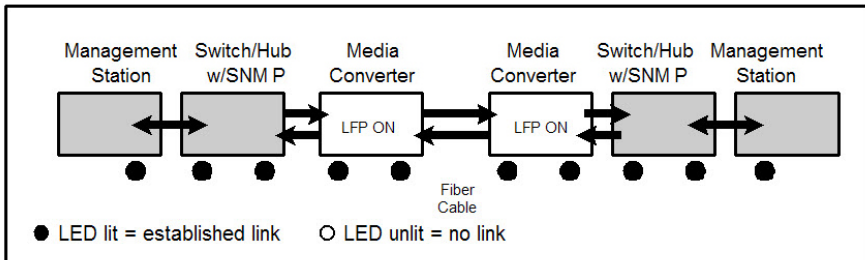 Management Station
Switch/Hub w/SNM P
Media Converter
Media Converter
Switch/Hub w/SNM P
Management Station
LFP ON
LFP ON
Fiber Cable
LED lit = established link
LED unlit = no link